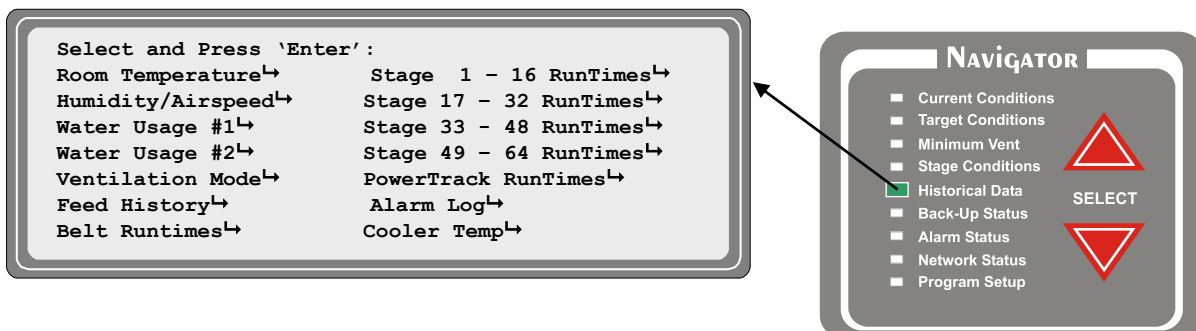 Select and Press ‘Enter’:
Room Temperature↵ Stage 1 – 16 RunTimes↵
Humidity/Airspeed↵ Stage 17 – 32 RunTimes↵
Water Usage #1↵ Stage 33 - 48 RunTimes↵
Water Usage #2↵ Stage 49 – 64 RunTimes↵
Ventilation Mode↵ PowerTrack RunTimes↵
Feed History↵ Alarm Log↵
Belt Runtimes↵ Cooler Temp↵
NAViGATOR
Current Conditions
Target Conditions
Minimum Vent
Stage Conditions
Historical Data
Back-Up Status
Alarm Status
Network Status
Program Setup
SELECT